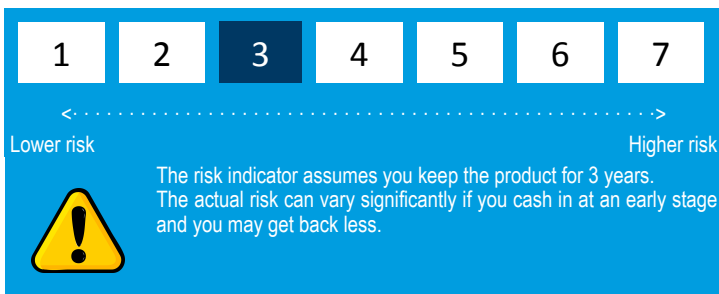 1 2 3 4 5 6 7
<·····················································>
Lower risk Higher risk
The risk indicator assumes you keep the product for 3 years.
The actual risk can vary significantly if you cash in at an early stage
and you may get back less.
!